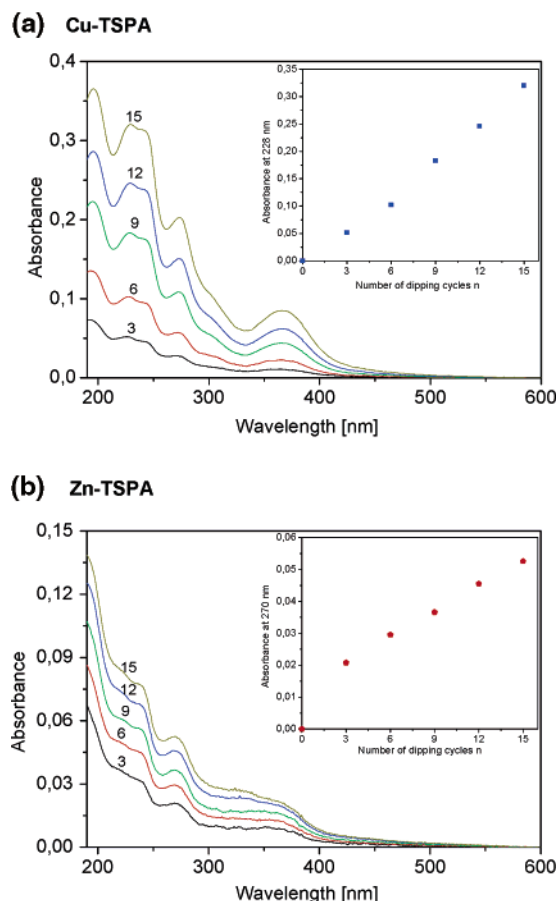 (a) Cu-TSPA
0,4
0,3
0,2
0,1
0,0
Absorbance
200 300 400 500 600
Wavelength [nm]
15
12
9
6
3
0,35
0,30
0,25
0,20
0,15
0,10
0,05
0,00
Absorbance at 228 nm
0 3 6 9 12 15
Number of dipping cycles n
(b) Zn-TSPA
0,15
0,12
0,09
0,06
0,03
0,00
Absorbance
200 300 400 500 600
Wavelength [nm]
15
12
9
6
3
0,06
0,05
0,04
0,03
0,02
0,01
0,00
Absorbance at 270 nm
0 3 6 9 12 15
Number of dipping cycles n